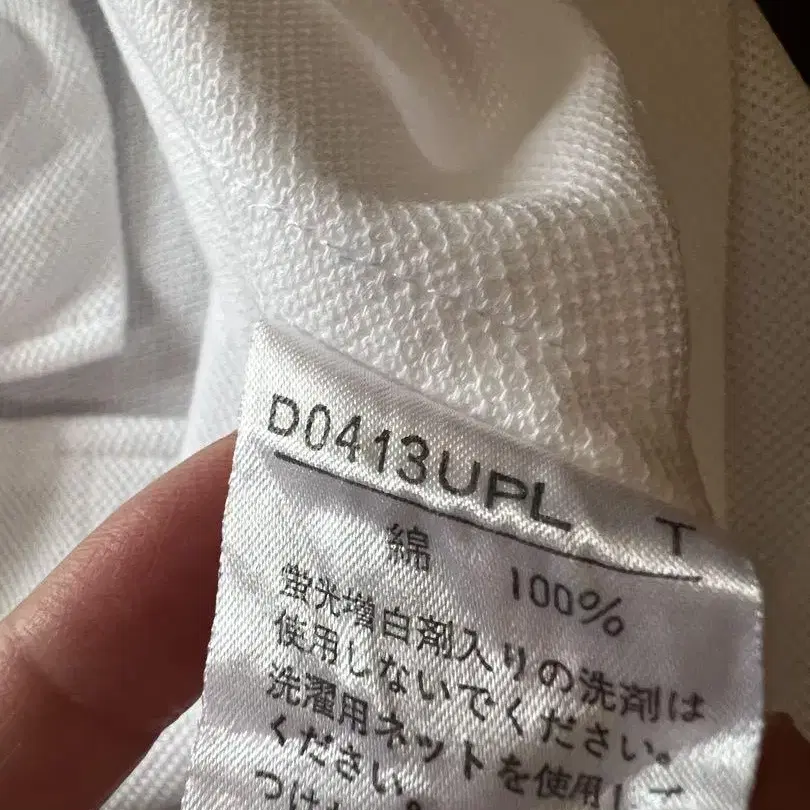 D0413UPL T
綿 100%
蛍光増白剤入りの洗剤は
使用しないでください。
洗濯用ネットを使用し
ください。
つけ